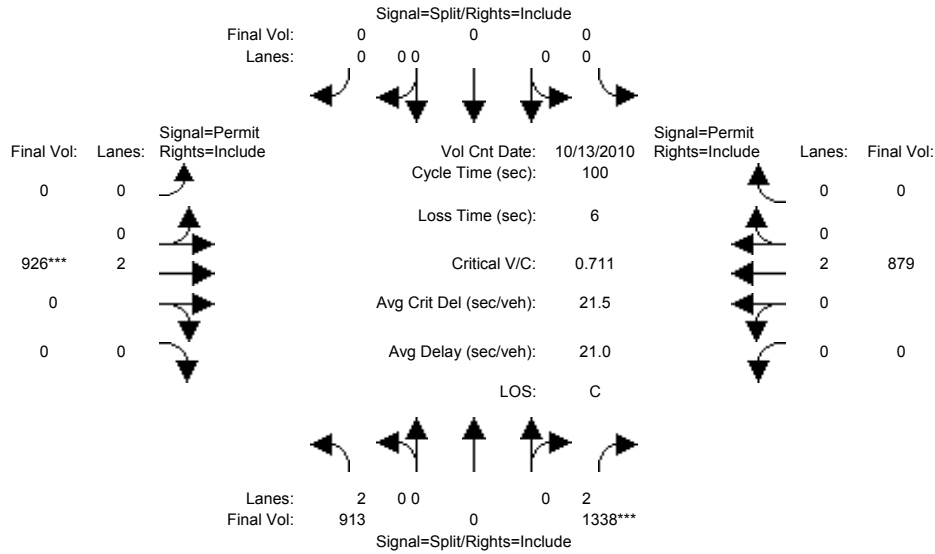 Signal=Split/Rights=Include
Final Vol: 0 0 0
Lanes: 0 0 0 0 0
Signal=Permit Signal=Permit
Final Vol: Lanes: Rights=Include Vol Cnt Date: 10/13/2010 Rights=Include Lanes: Final Vol:
Cycle Time (sec): 100
0 0 0 0
Loss Time (sec): 6
0 0
926*** 2 Critical V/C: 0.711 2 879
0 Avg Crit Del (sec/veh): 21.5 0
0 0 Avg Delay (sec/veh): 21.0 0 0
LOS: C
Lanes: 2 0 0 0 2
Final Vol: 913 0 1338***
Signal=Split/Rights=Include